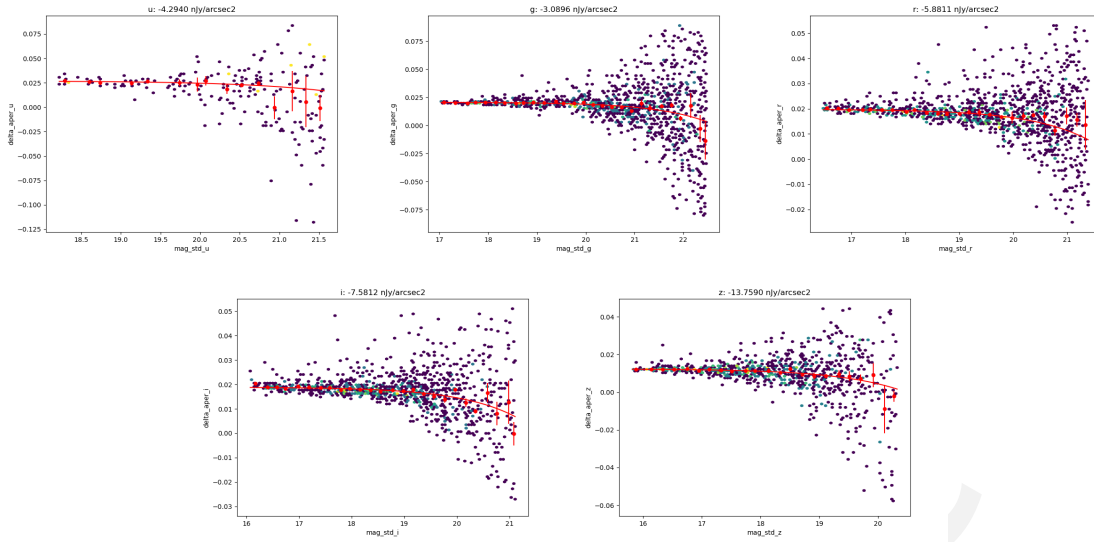 u: -4.2940 nJy/arcsec2
delta_aper_u
0.075
0.050
0.025
0.000
−0.025
−0.050
−0.075
−0.100
−0.125
18.5 19.0 19.5 20.0 20.5 21.0 21.5
mag_std_u
g: -3.0896 nJy/arcsec2
delta_aper_g
0.075
0.050
0.025
0.000
−0.025
−0.050
−0.075
17 18 19 20 21 22
mag_std_g
r: -5.8811 nJy/arcsec2
delta_aper_r
0.05
0.04
0.03
0.02
0.01
0.00
−0.01
−0.02
17 18 19 20 21
mag_std_r
i: -7.5812 nJy/arcsec2
delta_aper_i
0.05
0.04
0.03
0.02
0.01
0.00
−0.01
−0.02
−0.03
16 17 18 19 20 21
mag_std_i
z: -13.7590 nJy/arcsec2
delta_aper_z
0.04
0.02
0.00
−0.02
−0.04
−0.06
16 17 18 19 20
mag_std_z